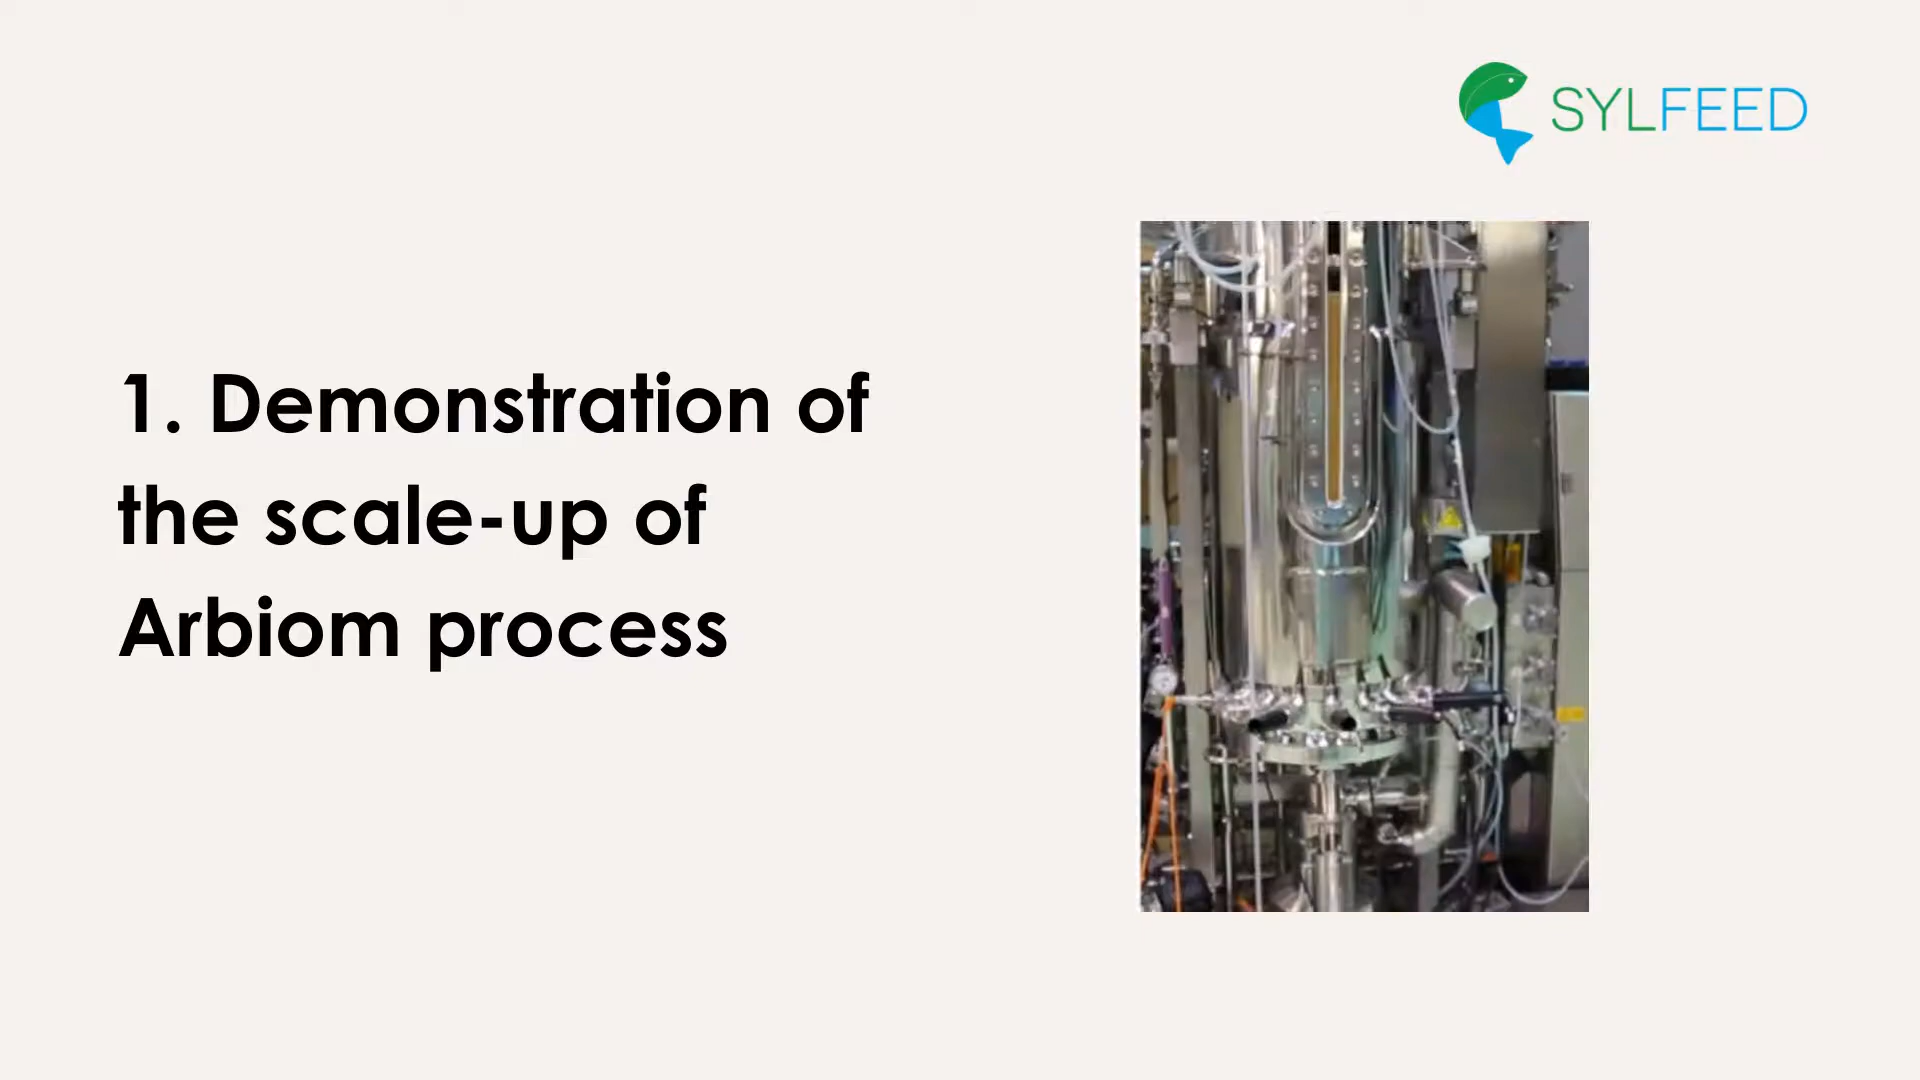 SYLFEED
1. Demonstration of
the scale-up of
Arbiom process